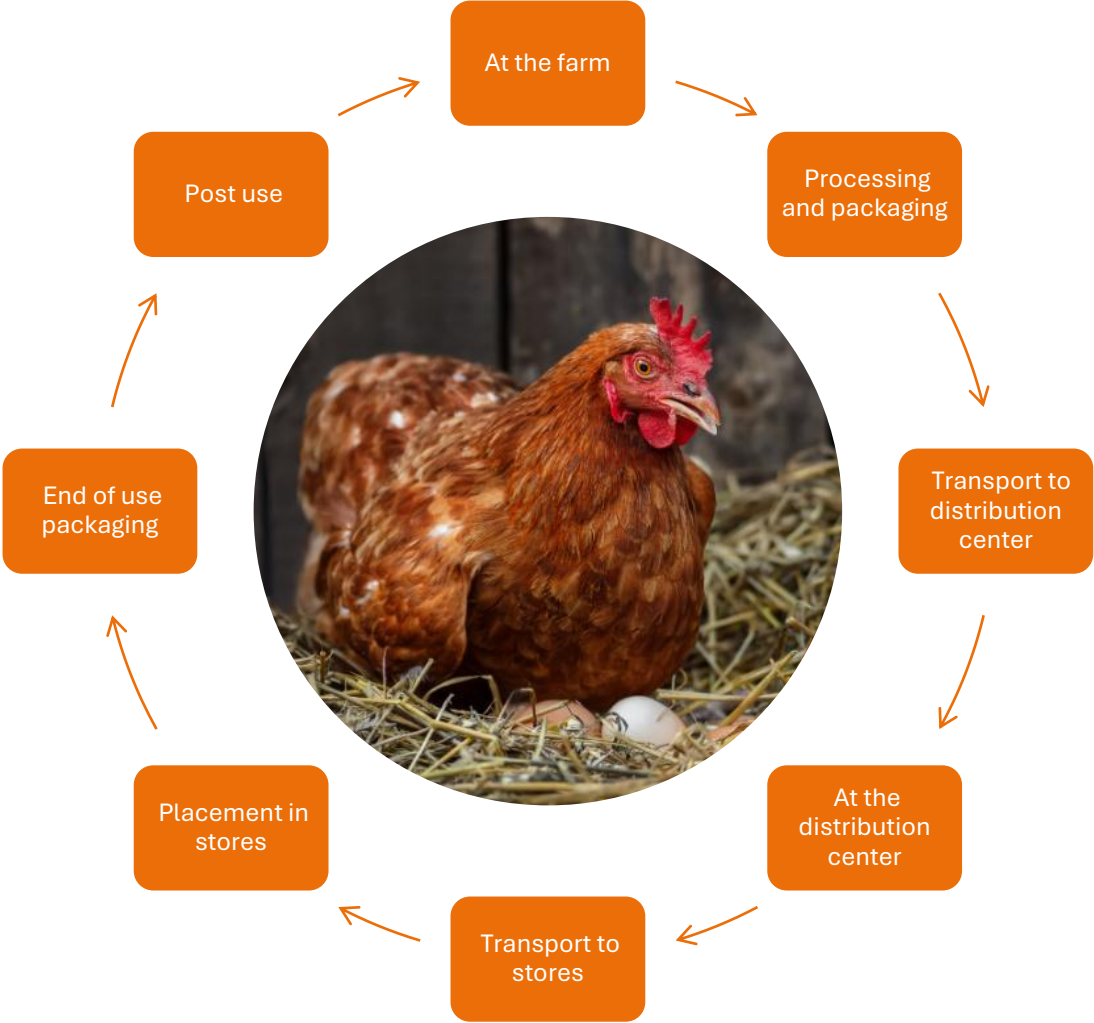 At the farm
Processing
and packaging
Transport to
distribution
center
At the
distribution
center
Transport to
stores
Placement in
stores
End of use
packaging
Post use